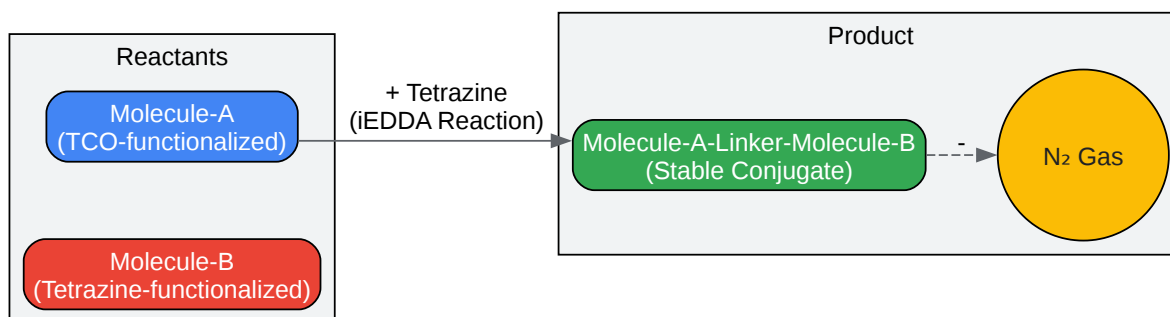 Reactants
Molecule-A
(TCO-functionalized)
Molecule-B
(Tetrazine-functionalized)
+ Tetrazine
(iEDDA Reaction)
Product
Molecule-A-Linker-Molecule-B
(Stable Conjugate)
-
N₂ Gas